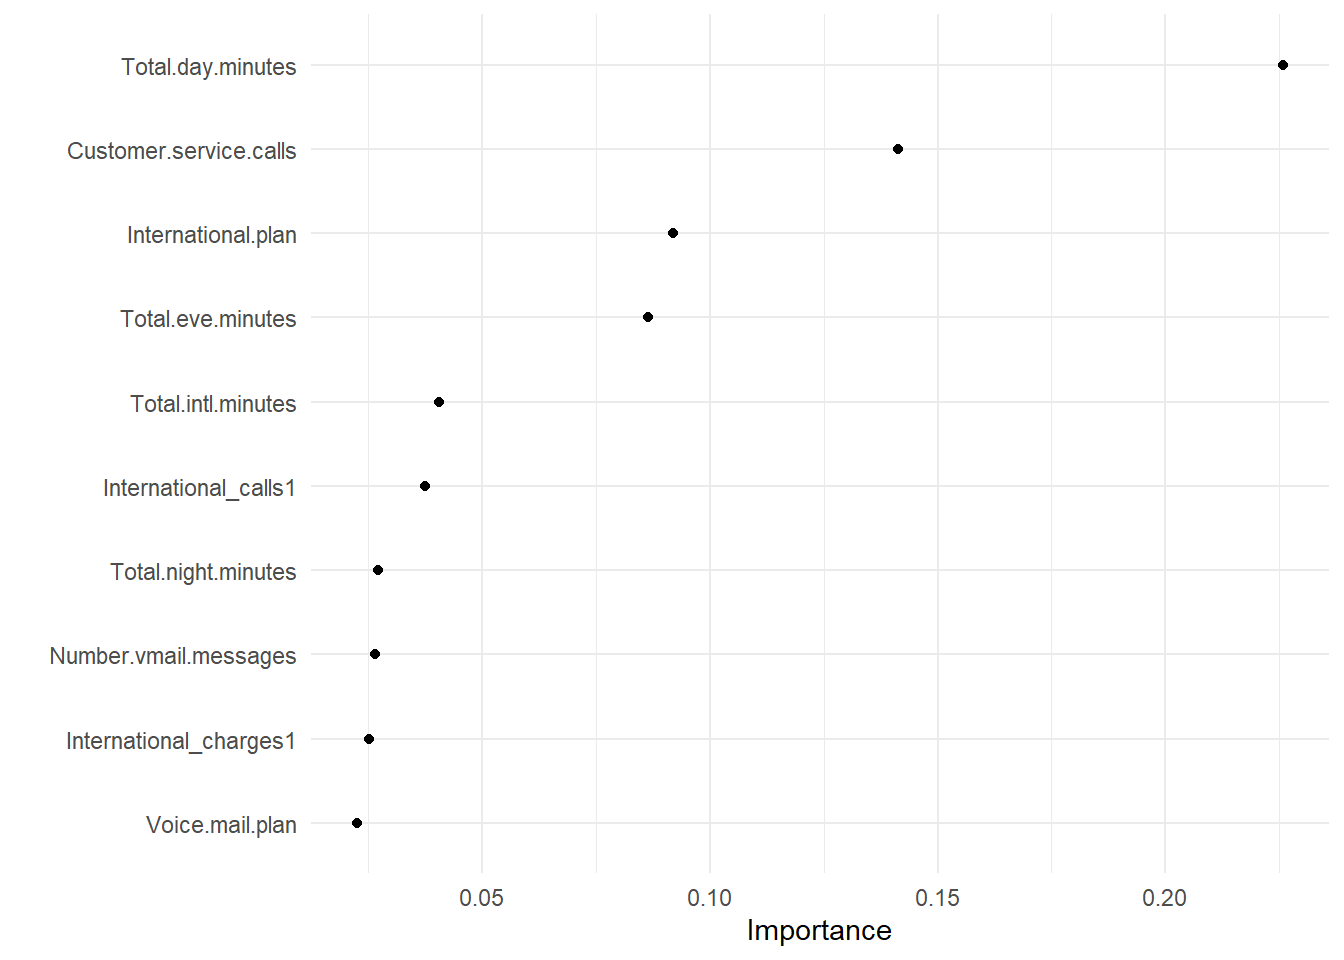 Total.day.minutes
Customer.service.calls
International.plan
Total.eve.minutes
Total.intl.minutes
International_calls1
Total.night.minutes
Number.vmail.messages
International_charges1
Voice.mail.plan
0.05 0.10 0.15 0.20
Importance